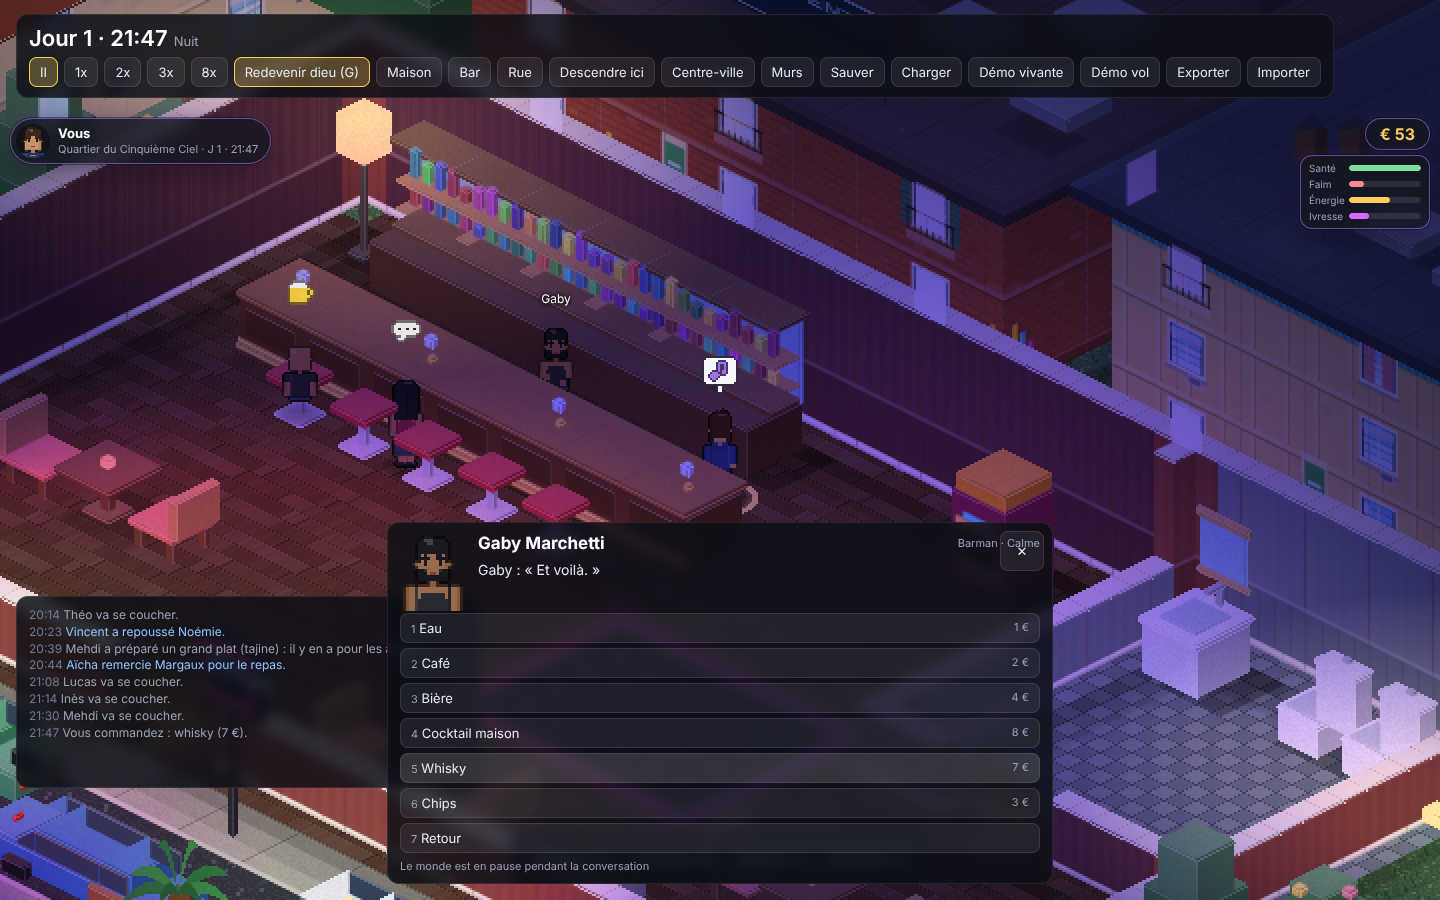 Jour 1 · 21:47 Nuit
II 1x 2x 3x 8x Redevenir dieu (G) Maison Bar Rue Descendre ici Centre-ville Murs Sauver Charger Démo vivante Démo vol Exporter Importer
Vous
Quartier du Cinquième Ciel · J 1 · 21:47
€ 53
Santé
Faim
Énergie
Ivresse
Gaby
Gaby Marchetti
Barman · Calme
×
Gaby : « Et voilà. »
1 Eau 1 €
2 Café 2 €
3 Bière 4 €
4 Cocktail maison 8 €
5 Whisky 7 €
6 Chips 3 €
7 Retour
Le monde est en pause pendant la conversation
20:14 Théo va se coucher.
20:23 Vincent a repoussé Noémie.
20:39 Mehdi a préparé un grand plat (tajine) : il y en a pour les
20:44 Aïcha remercie Margaux pour le repas.
21:08 Lucas va se coucher.
21:14 Inès va se coucher.
21:30 Mehdi va se coucher.
21:47 Vous commandez : whisky (7 €).